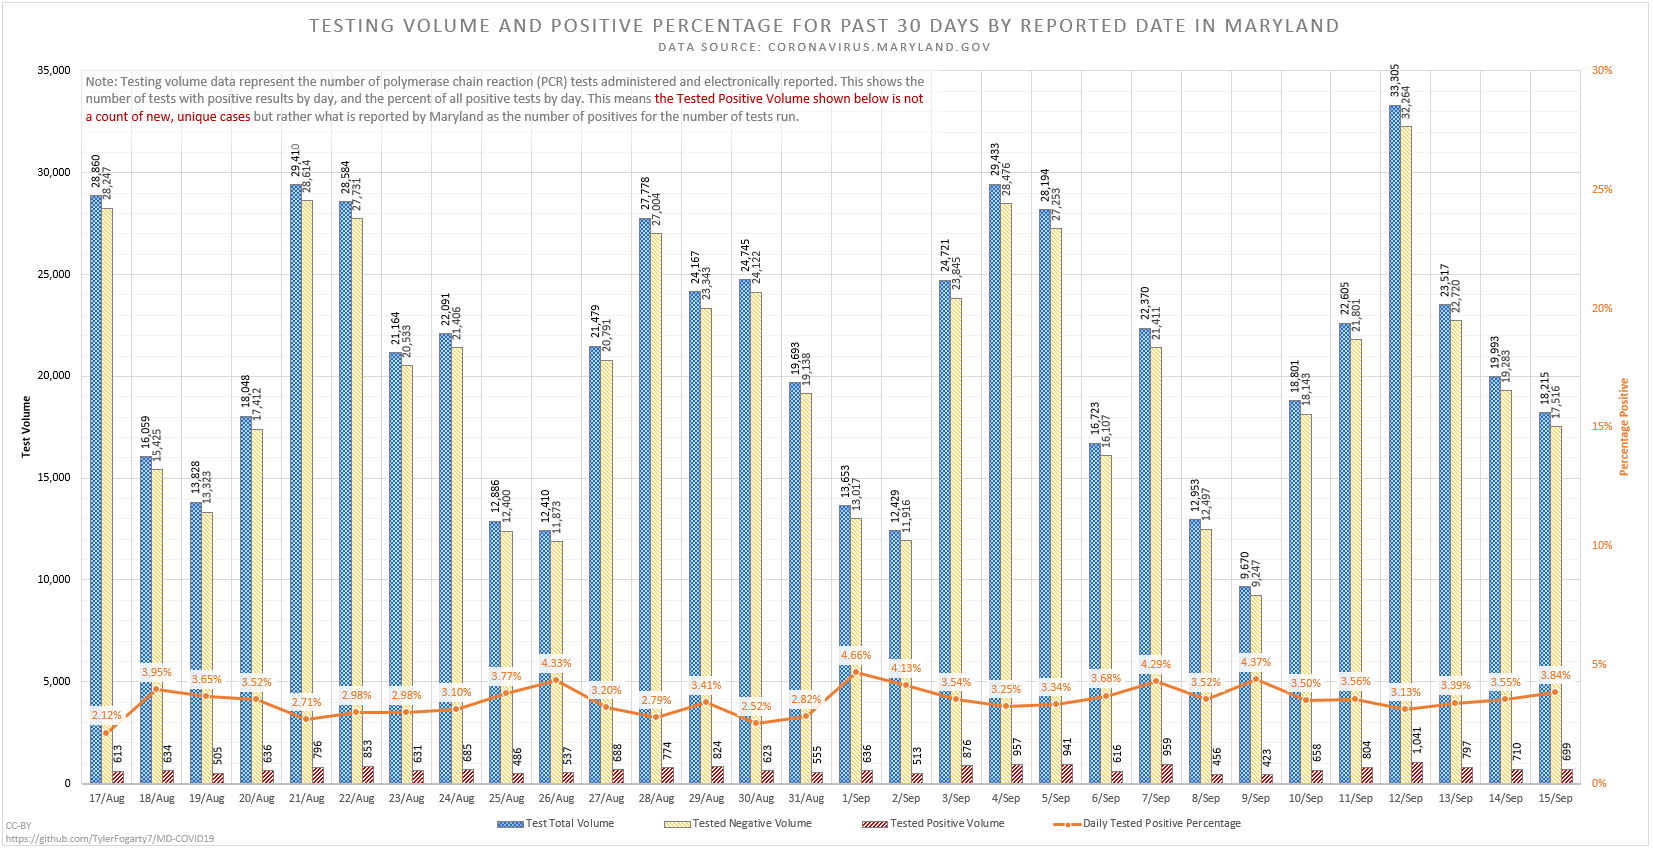 TESTING VOLUME AND POSITIVE PERCENTAGE FOR PAST 30 DAYS BY REPORTED DATE IN MARYLAND
DATA SOURCE: CORONAVIRUS.MARYLAND.GOV
Note: Testing volume data represent the number of polymerase chain reaction (PCR) tests administered and electronically reported. This shows the
number of tests with positive results by day, and the percent of all positive tests by day. This means the Tested Positive Volume shown below is not
a count of new, unique cases but rather what is reported by Maryland as the number of positives for the number of tests run.
Test Volume
35,000
30,000
25,000
20,000
15,000
10,000
5,000
0
Percentage Positive
30%
25%
20%
15%
10%
5%
0%
28,860 28,247 2.12% 613 17/Aug
16,059 15,425 3.95% 634 18/Aug
13,828 13,323 3.65% 505 19/Aug
18,048 17,412 3.52% 636 20/Aug
29,410 28,614 2.71% 796 21/Aug
28,584 27,731 2.98% 853 22/Aug
21,164 20,533 2.98% 631 23/Aug
22,091 21,406 3.10% 685 24/Aug
12,886 12,400 3.77% 486 25/Aug
12,410 11,873 4.33% 537 26/Aug
21,479 20,791 3.20% 688 27/Aug
27,778 27,004 2.79% 774 28/Aug
24,167 23,343 3.41% 824 29/Aug
24,745 24,122 2.52% 623 30/Aug
19,693 19,138 2.82% 555 31/Aug
13,653 13,017 4.66% 636 1/Sep
12,429 11,916 4.13% 513 2/Sep
24,721 23,845 3.54% 876 3/Sep
29,433 28,476 3.25% 957 4/Sep
28,194 27,253 3.34% 941 5/Sep
16,723 16,107 3.68% 616 6/Sep
22,370 21,411 4.29% 959 7/Sep
12,953 12,497 3.52% 456 8/Sep
9,670 9,247 4.37% 423 9/Sep
18,801 18,143 3.50% 658 10/Sep
22,605 21,801 3.56% 804 11/Sep
33,305 32,264 3.13% 1,041 12/Sep
23,517 22,720 3.39% 797 13/Sep
19,993 19,283 3.55% 710 14/Sep
18,215 17,516 3.84% 699 15/Sep
Test Total Volume
Tested Negative Volume
Tested Positive Volume
Daily Tested Positive Percentage
CC-BY
https://github.com/TylerFogarty7/MD-COVID19